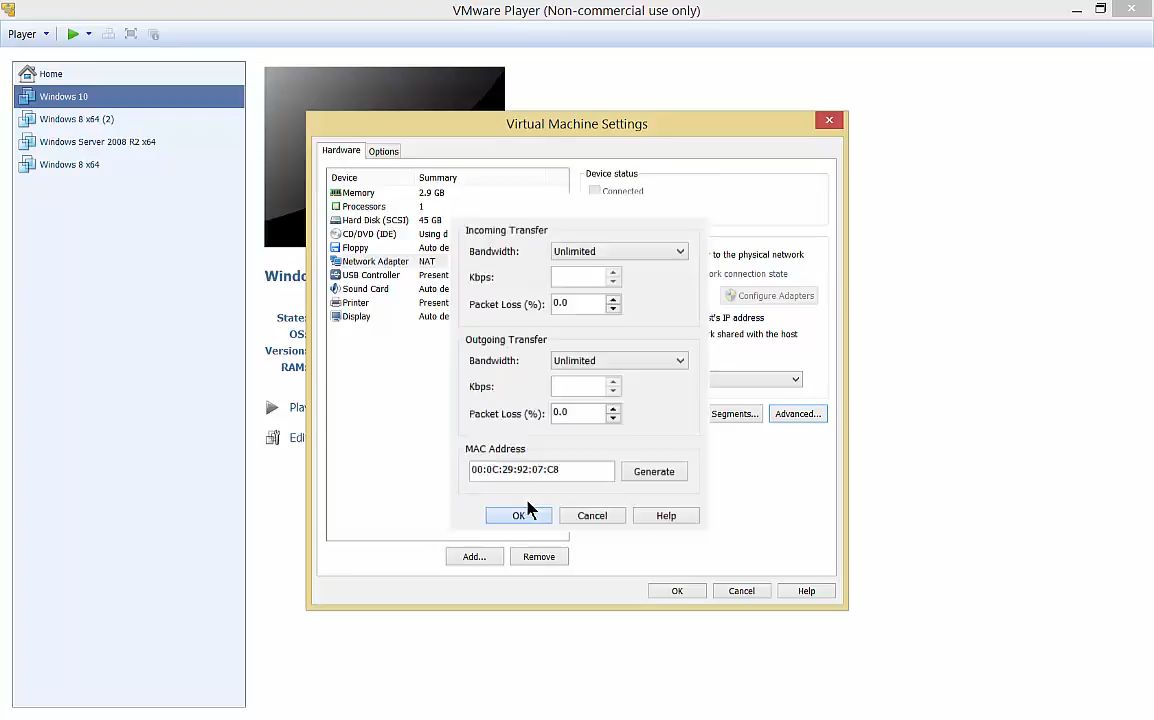 VMware Player (Non-commercial use only)
Player
Home
Windows 10
Windows 8 x64 (2)
Windows Server 2008 R2 x64
Windows 8 x64
Windo
State:
OS:
Version:
RAM:
Pla
Edi
Virtual Machine Settings
Hardware
Options
Device Summary
Memory 2.9 GB
Processors 1
Hard Disk (SCSI) 45 GB
CD/DVD (IDE) Using d
Floppy Auto de
Network Adapter NAT
USB Controller Present
Sound Card Auto de
Printer Present
Display Auto de
Add...
Remove
Device status
Connected
to the physical network
ork connection state
Configure Adapters
st's IP address
k shared with the host
Segments...
Advanced...
Incoming Transfer
Bandwidth: Unlimited
Kbps:
Packet Loss (%): 0.0
Outgoing Transfer
Bandwidth: Unlimited
Kbps:
Packet Loss (%): 0.0
MAC Address
00:0C:29:92:07:C8
Generate
OK
Cancel
Help
OK
Cancel
Help